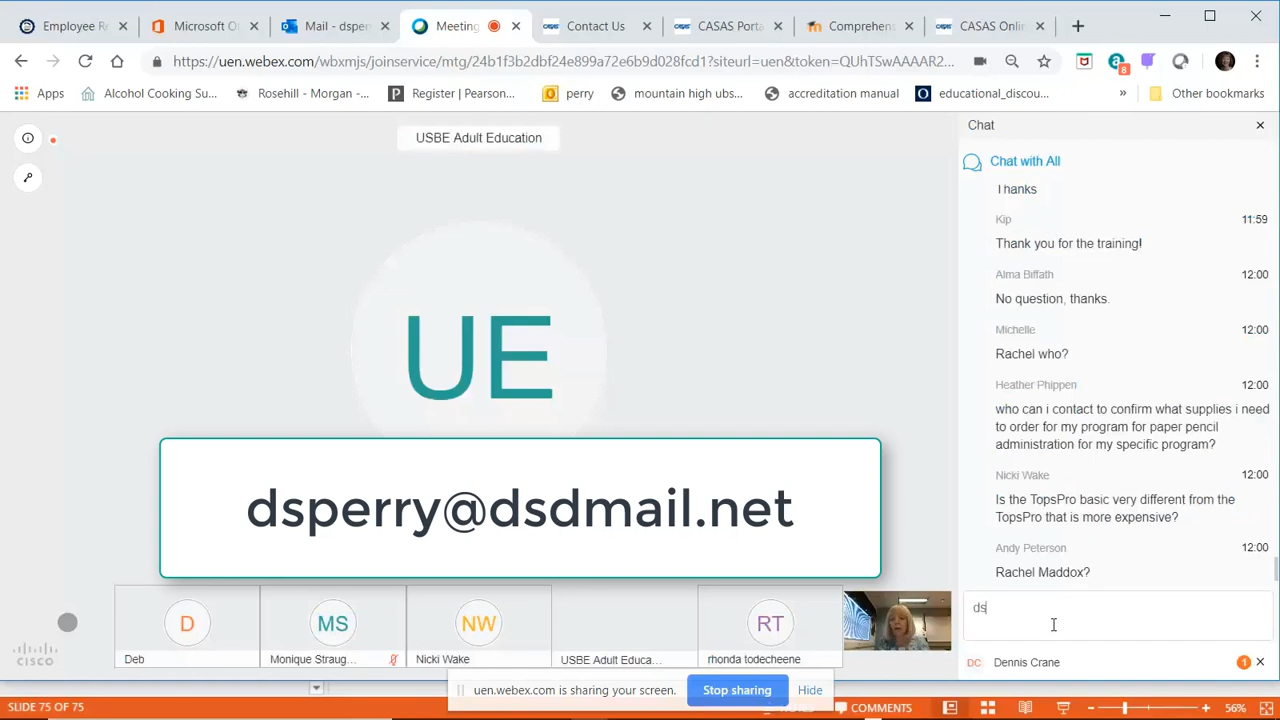 Employee Re
Microsoft O
Mail - dsper
Meeting
Contact Us
CASAS Porta
Comprehen
CASAS Onli
https://uen.webex.com/wbxmjs/joinservice/mtg/24b1f3b2dbf24e899a72e6b9d028fcd1?siteurl=uen&token=QUhTSwAAAAR2...
8
Apps
Alcohol Cooking Su...
Rosehill - Morgan - ...
Register | Pearson...
perry
mountain high ubs...
accreditation manual
educational_discou...
»
Other bookmarks
USBE Adult Education
UE
dsperry@dsdmail.net
Chat
Chat with All
Thanks
Kip 11:59
Thank you for the training!
Alma Biffath 12:00
No question, thanks.
Michelle 12:00
Rachel who?
Heather Phippen 12:00
who can i contact to confirm what supplies i need
to order for my program for paper pencil
administration for my specific program?
Nicki Wake 12:00
Is the TopsPro basic very different from the
TopsPro that is more expensive?
Andy Peterson 12:00
Rachel Maddox?
ds
DC Dennis Crane 1
D
Deb
MS
Monique Straug...
NW
Nicki Wake
USBE Adult Educa...
RT
rhonda todecheene
CISCO
uen.webex.com is sharing your screen.
Stop sharing
Hide
SLIDE 75 OF 75
COMMENTS
56%